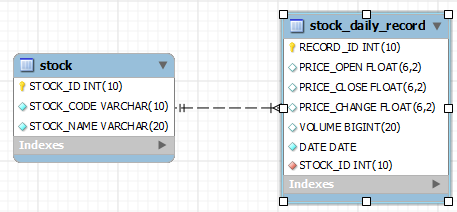 stock
STOCK_ID INT(10)
STOCK_CODE VARCHAR(10)
STOCK_NAME VARCHAR(20)
Indexes
stock_daily_record
RECORD_ID INT(10)
PRICE_OPEN FLOAT(6,2)
PRICE_CLOSE FLOAT(6,2)
PRICE_CHANGE FLOAT(6,2)
VOLUME BIGINT(20)
DATE DATE
STOCK_ID INT(10)
Indexes